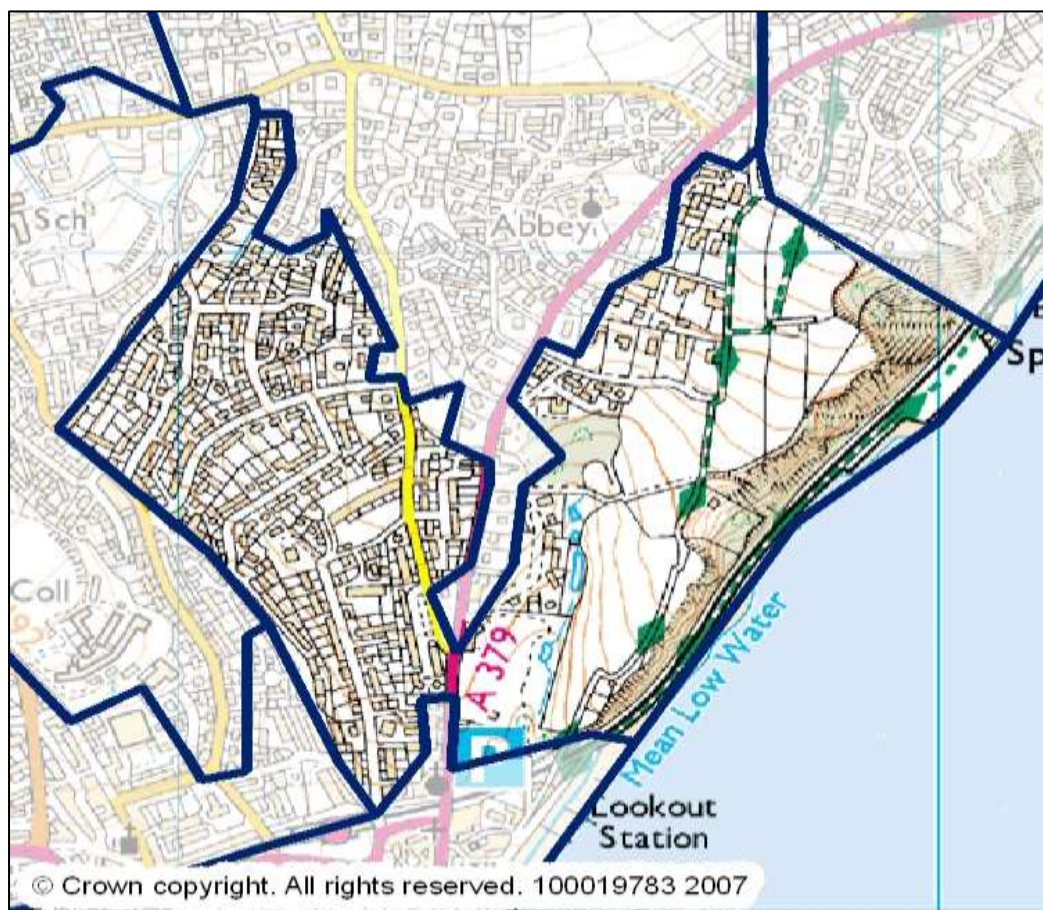 Sch
Abbey
Sp
Coll
A 379
P
Mean Low Water
Lookout
Station
© Crown copyright. All rights reserved. 100019783 2007